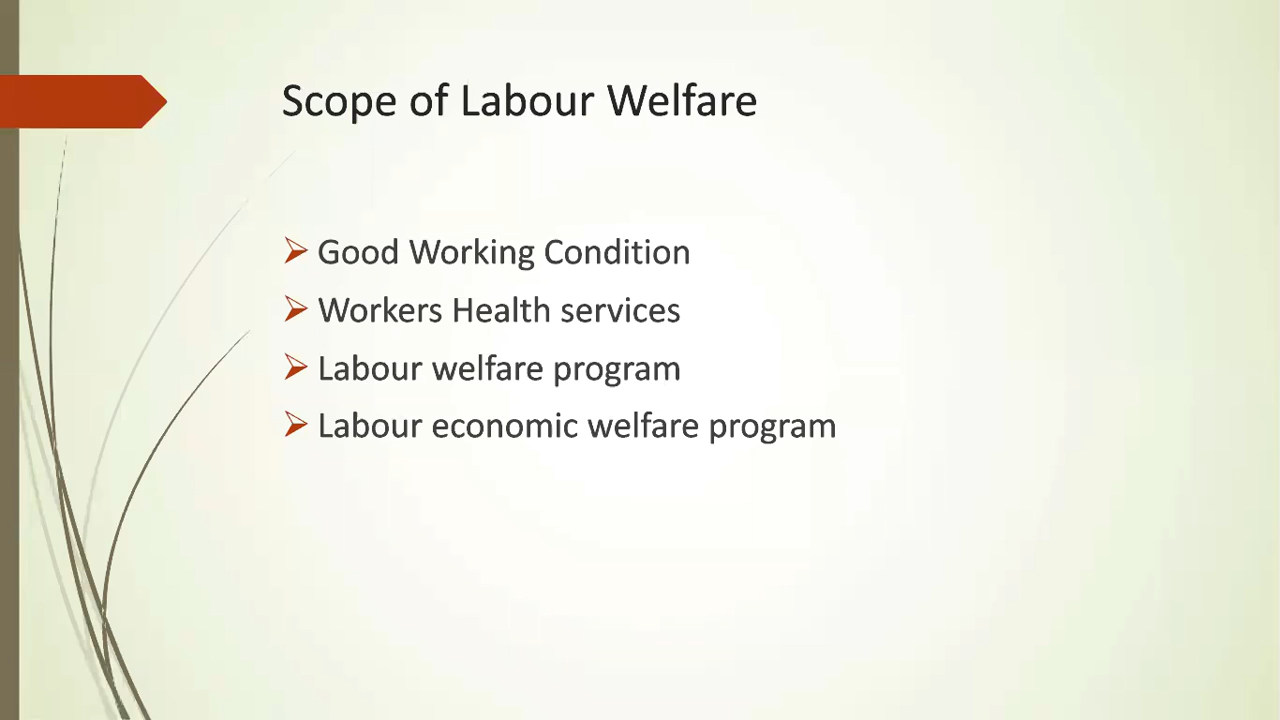 Scope of Labour Welfare
Good Working Condition
Workers Health services
Labour welfare program
Labour economic welfare program